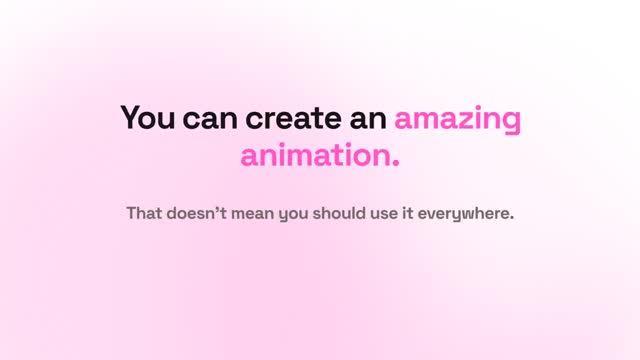 You can create an amazing
animation.
That doesn't mean you should use it everywhere.